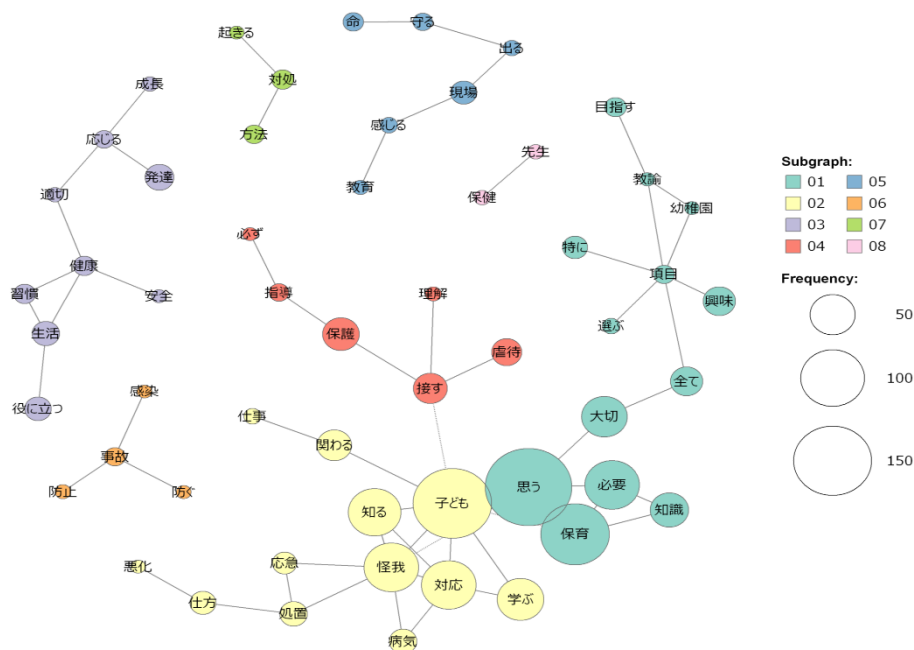 命
守る
起きる
出る
対処
成長
現場
目指す
感じる
方法
応じる
先生
発達
教諭
教育
適切
保健
幼稚園
必ず
特に
健康
項目
指導
理解
習慣
安全
興味
生活
保護
選ぶ
虐待
全て
感染
接す
役に立つ
仕事
大切
関わる
事故
思う
必要
防止
防ぐ
子ども
知る
知識
保育
悪化
応急
怪我
対応
学ぶ
仕方
処置
病気
Subgraph:
01 05
02 06
03 07
04 08
Frequency:
50
100
150